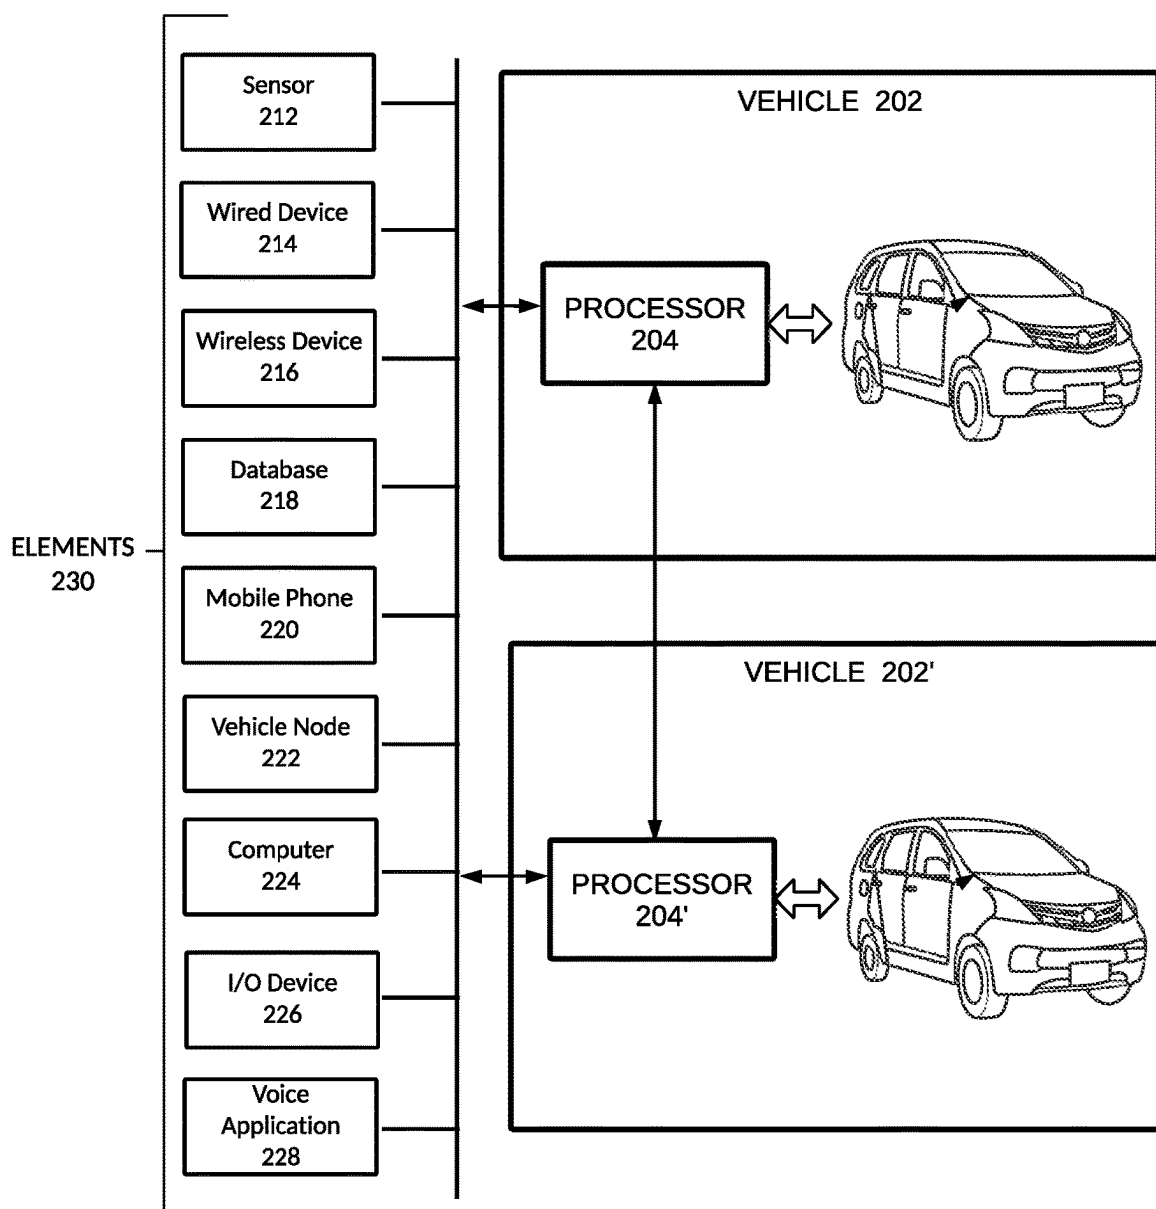 ELEMENTS
230
Sensor
212
Wired Device
214
Wireless Device
216
Database
218
Mobile Phone
220
Vehicle Node
222
Computer
224
I/O Device
226
Voice
Application
228
VEHICLE 202
PROCESSOR
204
VEHICLE 202'
PROCESSOR
204'